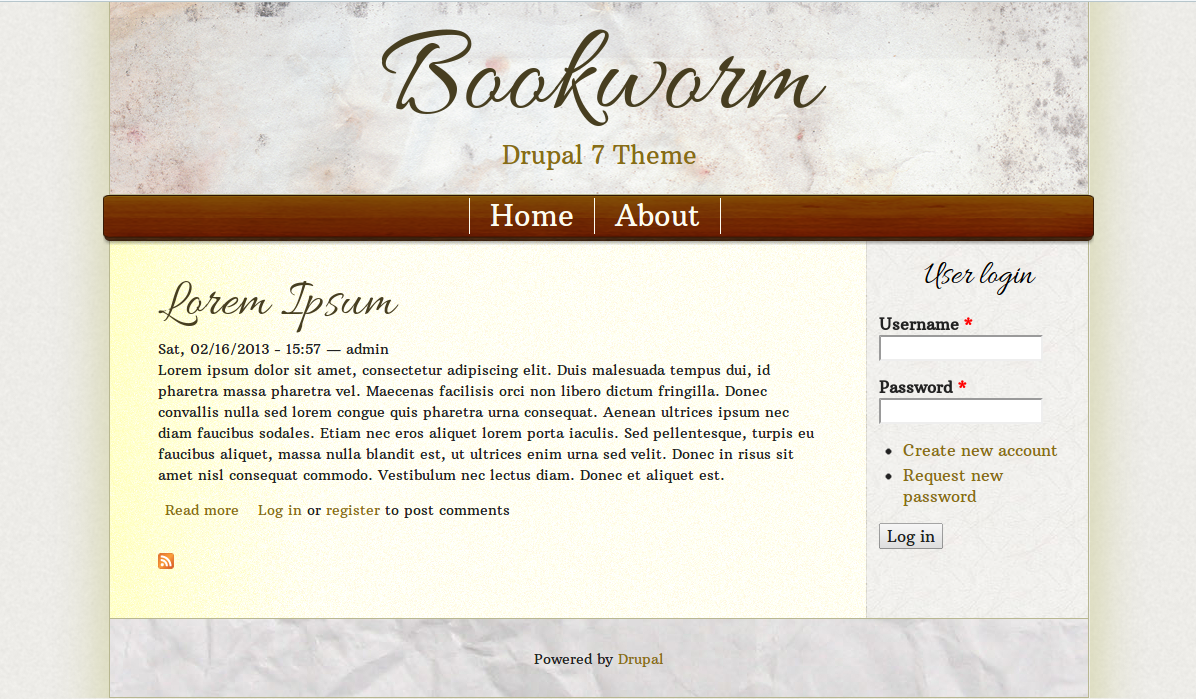 Bookworm
Drupal 7 Theme
Home About
Lorem Ipsum
Sat, 02/16/2013 - 15:57 — admin
Lorem ipsum dolor sit amet, consectetur adipiscing elit. Duis malesuada tempus dui, id
pharetra massa pharetra vel. Maecenas facilisis orci non libero dictum fringilla. Donec
convallis nulla sed lorem congue quis pharetra urna consequat. Aenean ultrices ipsum nec
diam faucibus sodales. Etiam nec eros aliquet lorem porta iaculis. Sed pellentesque, turpis eu
faucibus aliquet, massa nulla blandit est, ut ultrices enim urna sed velit. Donec in risus sit
amet nisl consequat commodo. Vestibulum nec lectus diam. Donec et aliquet est.
Read more Log in or register to post comments
User login
Username *
Password *
Create new account
Request new
password
Log in
Powered by Drupal